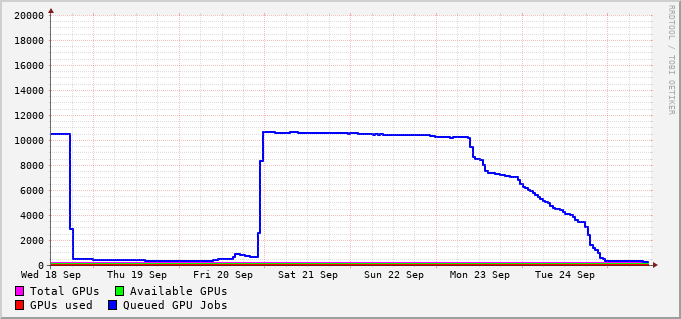 20000
18000
16000
14000
12000
10000
8000
6000
4000
2000
0
Wed 18 Sep Thu 19 Sep Fri 20 Sep Sat 21 Sep Sun 22 Sep Mon 23 Sep Tue 24 Sep
Total GPUs Available GPUs
GPUs used Queued GPU Jobs
RRDTOOL / TOBI OETIKER